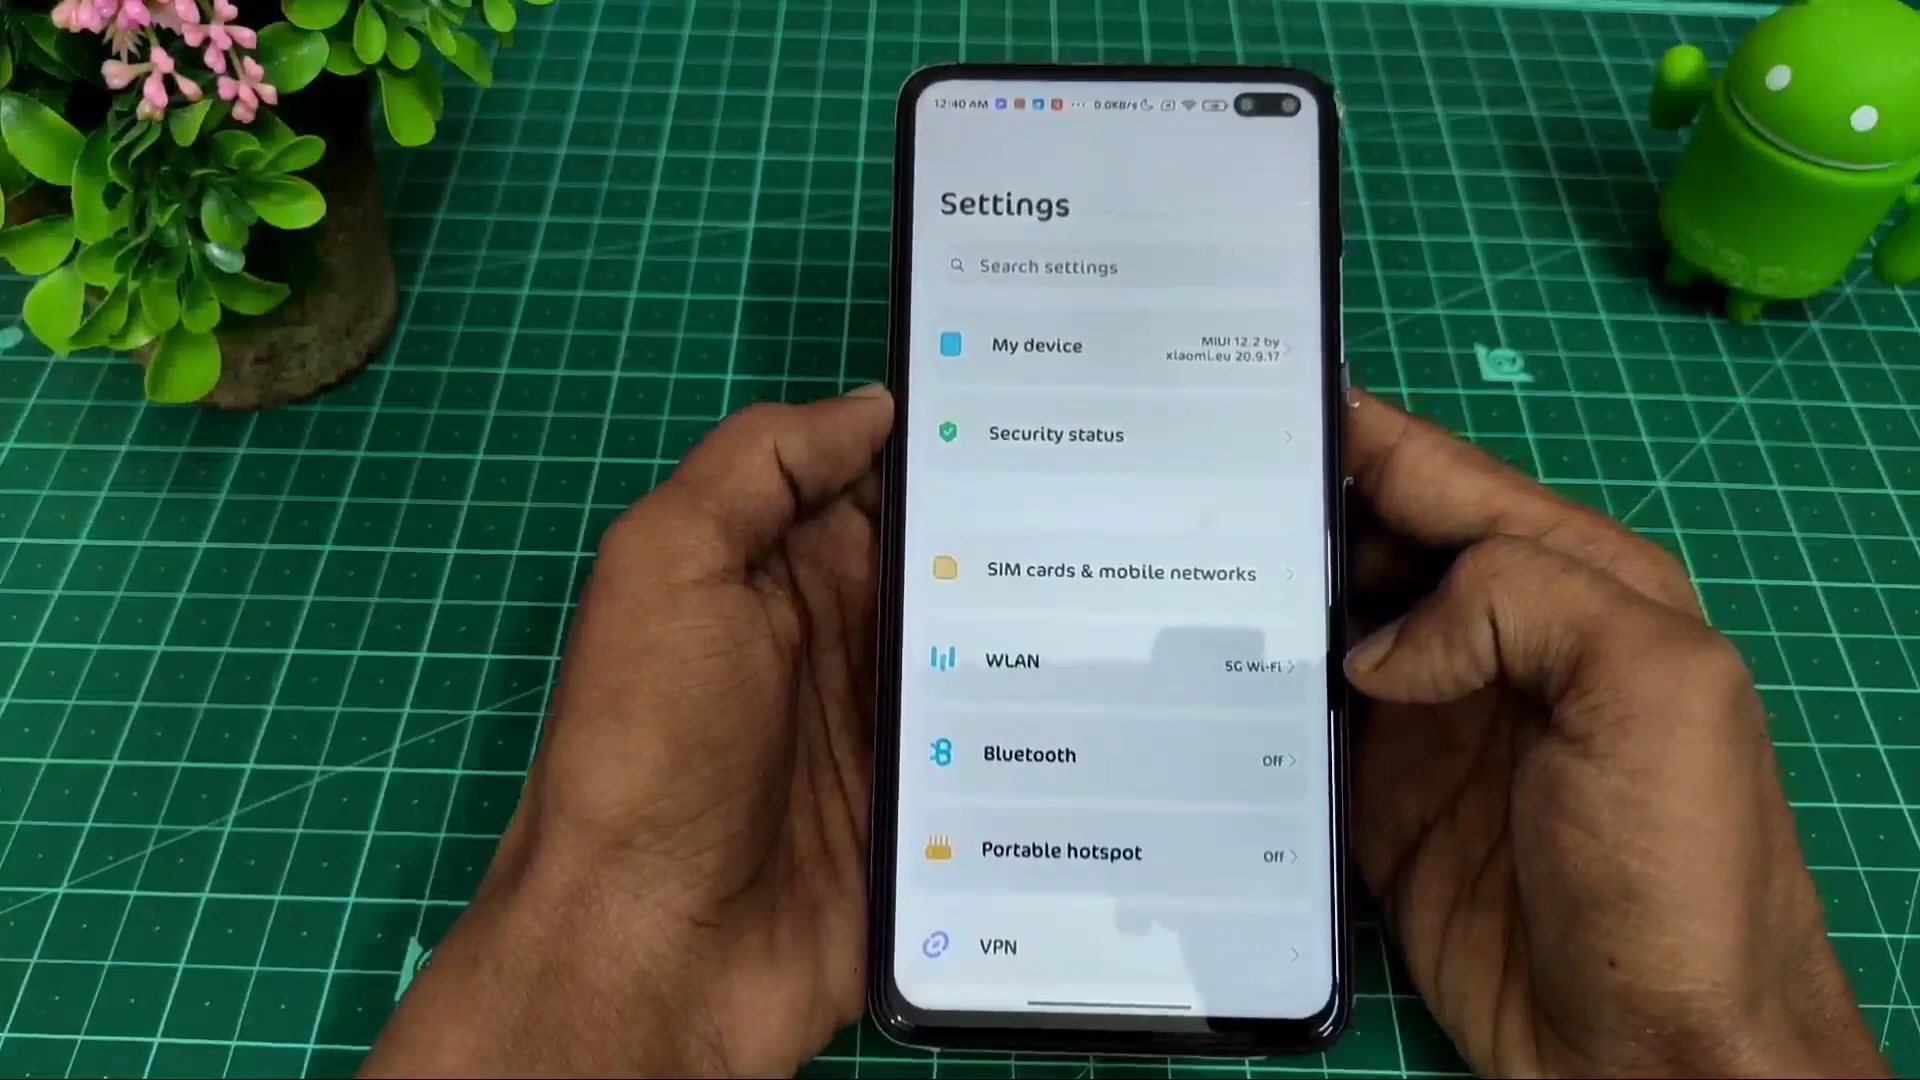 12:40 AM ... 0.0KB/s
Settings
Search settings
My device
MIUI 12.2 by
xiaomi.eu 20.9.17
Security status
SIM cards & mobile networks
WLAN
5G Wi-Fi
Bluetooth
Off
Portable hotspot
Off
VPN